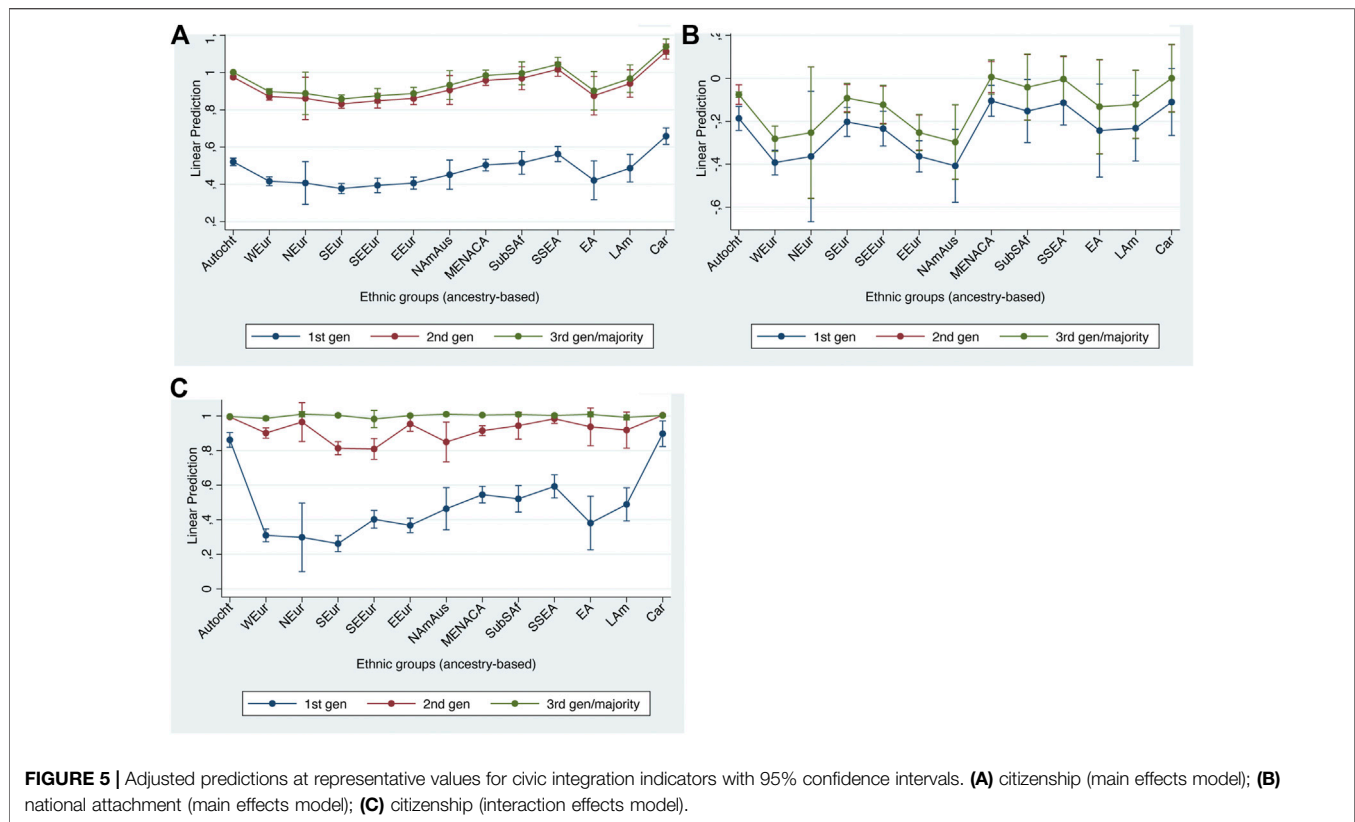 A
1,
1
,8
,6
,4
,2
Linear Prediction
Autocht
WEur
NEur
SEur
SEEur
EEur
NAmAus
MENACA
SubSAf
SSEA
EA
LAm
Car
Ethnic groups (ancestry-based)
1st gen 2nd gen 3rd gen/majority
B
,2
0
-,2
-,4
-,6
Linear Prediction
Autocht
WEur
NEur
SEur
SEEur
EEur
NAmAus
MENACA
SubSAf
SSEA
EA
LAm
Car
Ethnic groups (ancestry-based)
1st gen 2nd gen 3rd gen/majority
C
1
,8
,6
,4
,2
0
Linear Prediction
Autocht
WEur
NEur
SEur
SEEur
EEur
NAmAus
MENACA
SubSAf
SSEA
EA
LAm
Car
Ethnic groups (ancestry-based)
1st gen 2nd gen 3rd gen/majority
FIGURE 5 | Adjusted predictions at representative values for civic integration indicators with 95% confidence intervals. (A) citizenship (main effects model); (B)
national attachment (main effects model); (C) citizenship (interaction effects model).